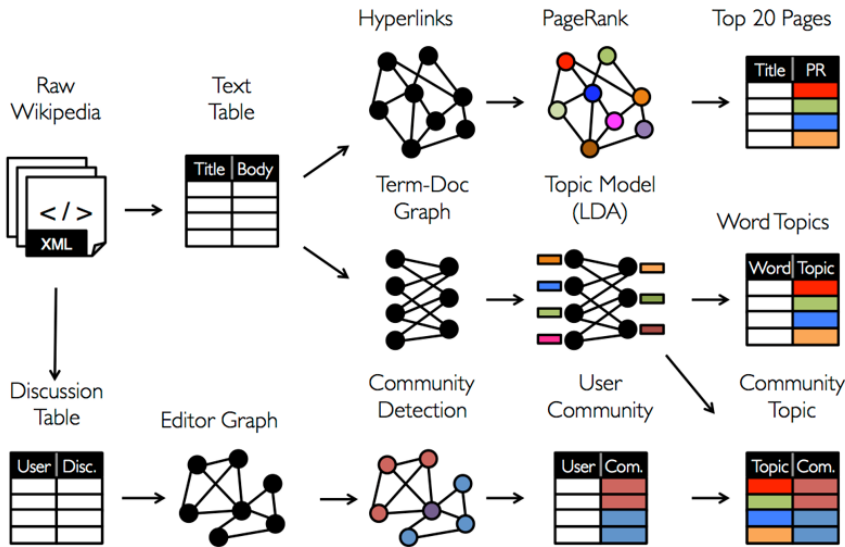 Hyperlinks
PageRank
Top 20 Pages
Raw
Wikipedia
Text
Table
Title PR
</>
XML
Title Body
Term-Doc
Graph
Topic Model
(LDA)
Word Topics
Word Topic
Discussion
Table
Editor Graph
Community
Detection
User
Community
Community
Topic
User Disc.
User Com.
Topic Com.